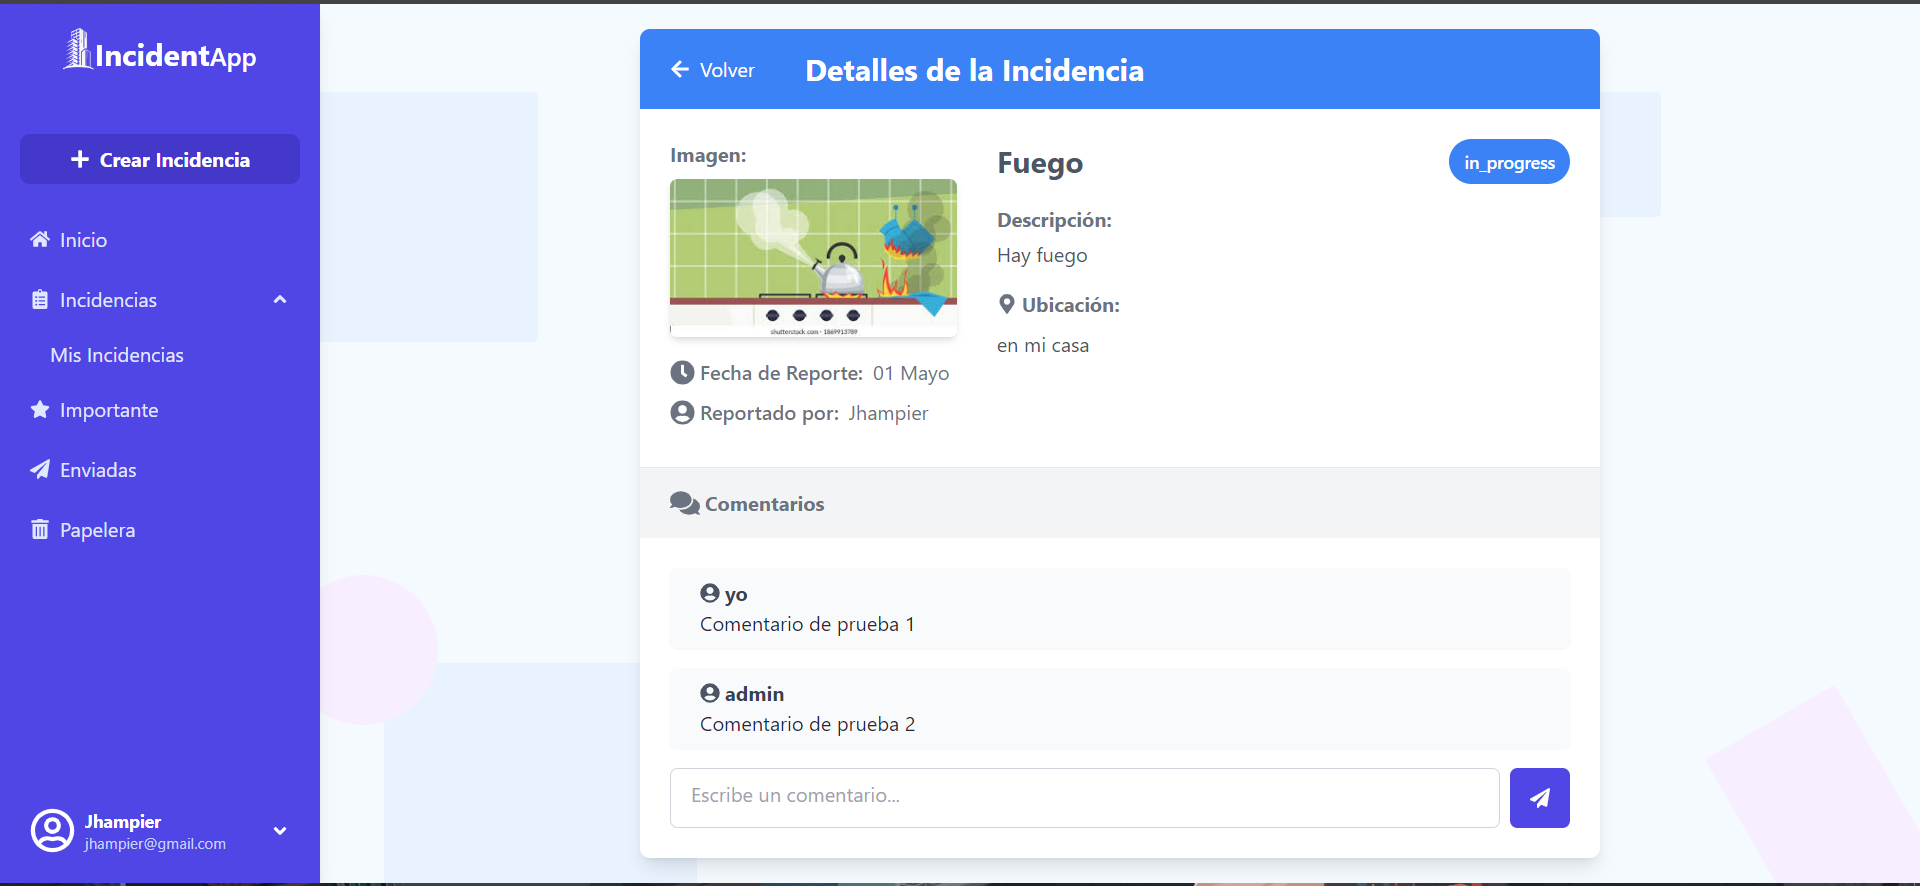 IncidentApp
Crear Incidencia
Inicio
Incidencias
Mis Incidencias
Importante
Enviadas
Papelera
Jhampier
jhampier@gmail.com
Volver
Detalles de la Incidencia
Imagen:
shutterstock.com · 1869913789
Fecha de Reporte: 01 Mayo
Reportado por: Jhampier
Fuego
in_progress
Descripción:
Hay fuego
Ubicación:
en mi casa
Comentarios
yo
Comentario de prueba 1
admin
Comentario de prueba 2
Escribe un comentario...